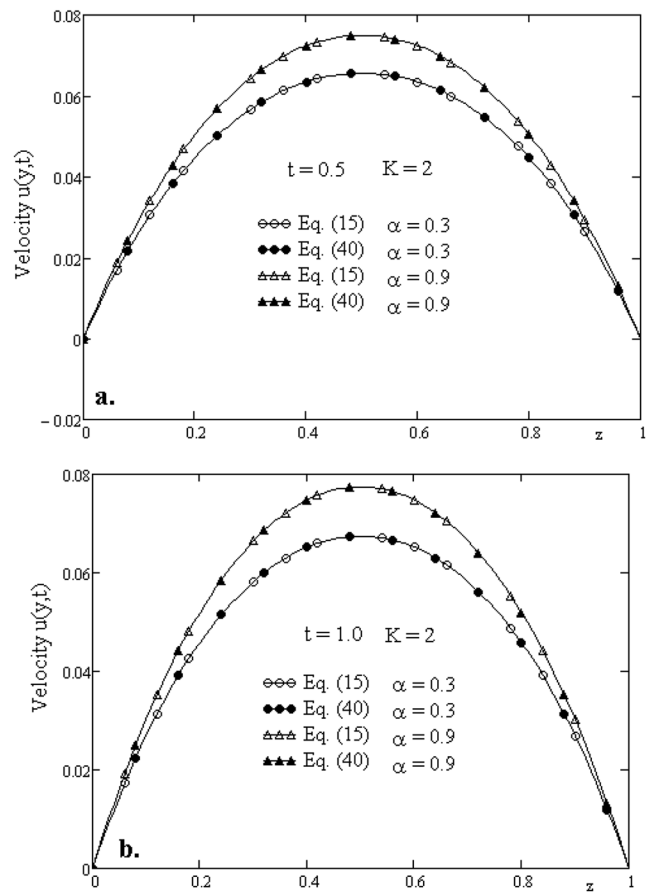 0.08
0.06
0.04
0.02
0
−0.02
Velocity u(y,t)
t = 0.5 K = 2
Eq. (15) α = 0.3
Eq. (40) α = 0.3
Eq. (15) α = 0.9
Eq. (40) α = 0.9
a.
0 0.2 0.4 0.6 0.8 z 1
0.08
0.06
0.04
0.02
0
Velocity u(y,t)
t = 1.0 K = 2
Eq. (15) α = 0.3
Eq. (40) α = 0.3
Eq. (15) α = 0.9
Eq. (40) α = 0.9
b.
0 0.2 0.4 0.6 0.8 z 1